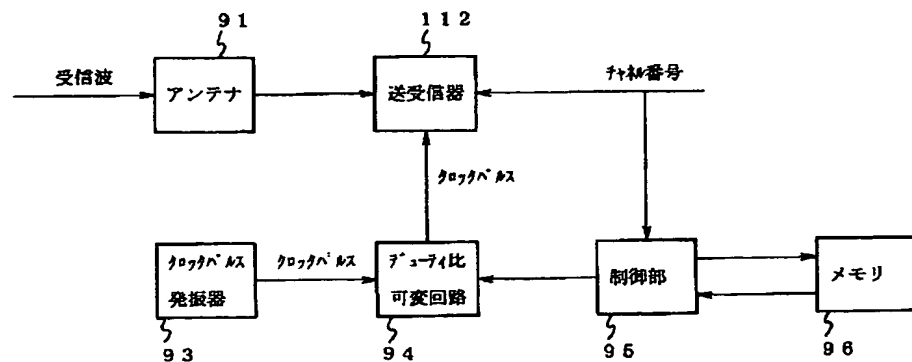 91
112
受信波
アンテナ
送受信器
チャネル番号
クロックパルス
クロックパルス
発振器
クロックパルス
デューティ比
可変回路
制御部
メモリ
93
94
95
96